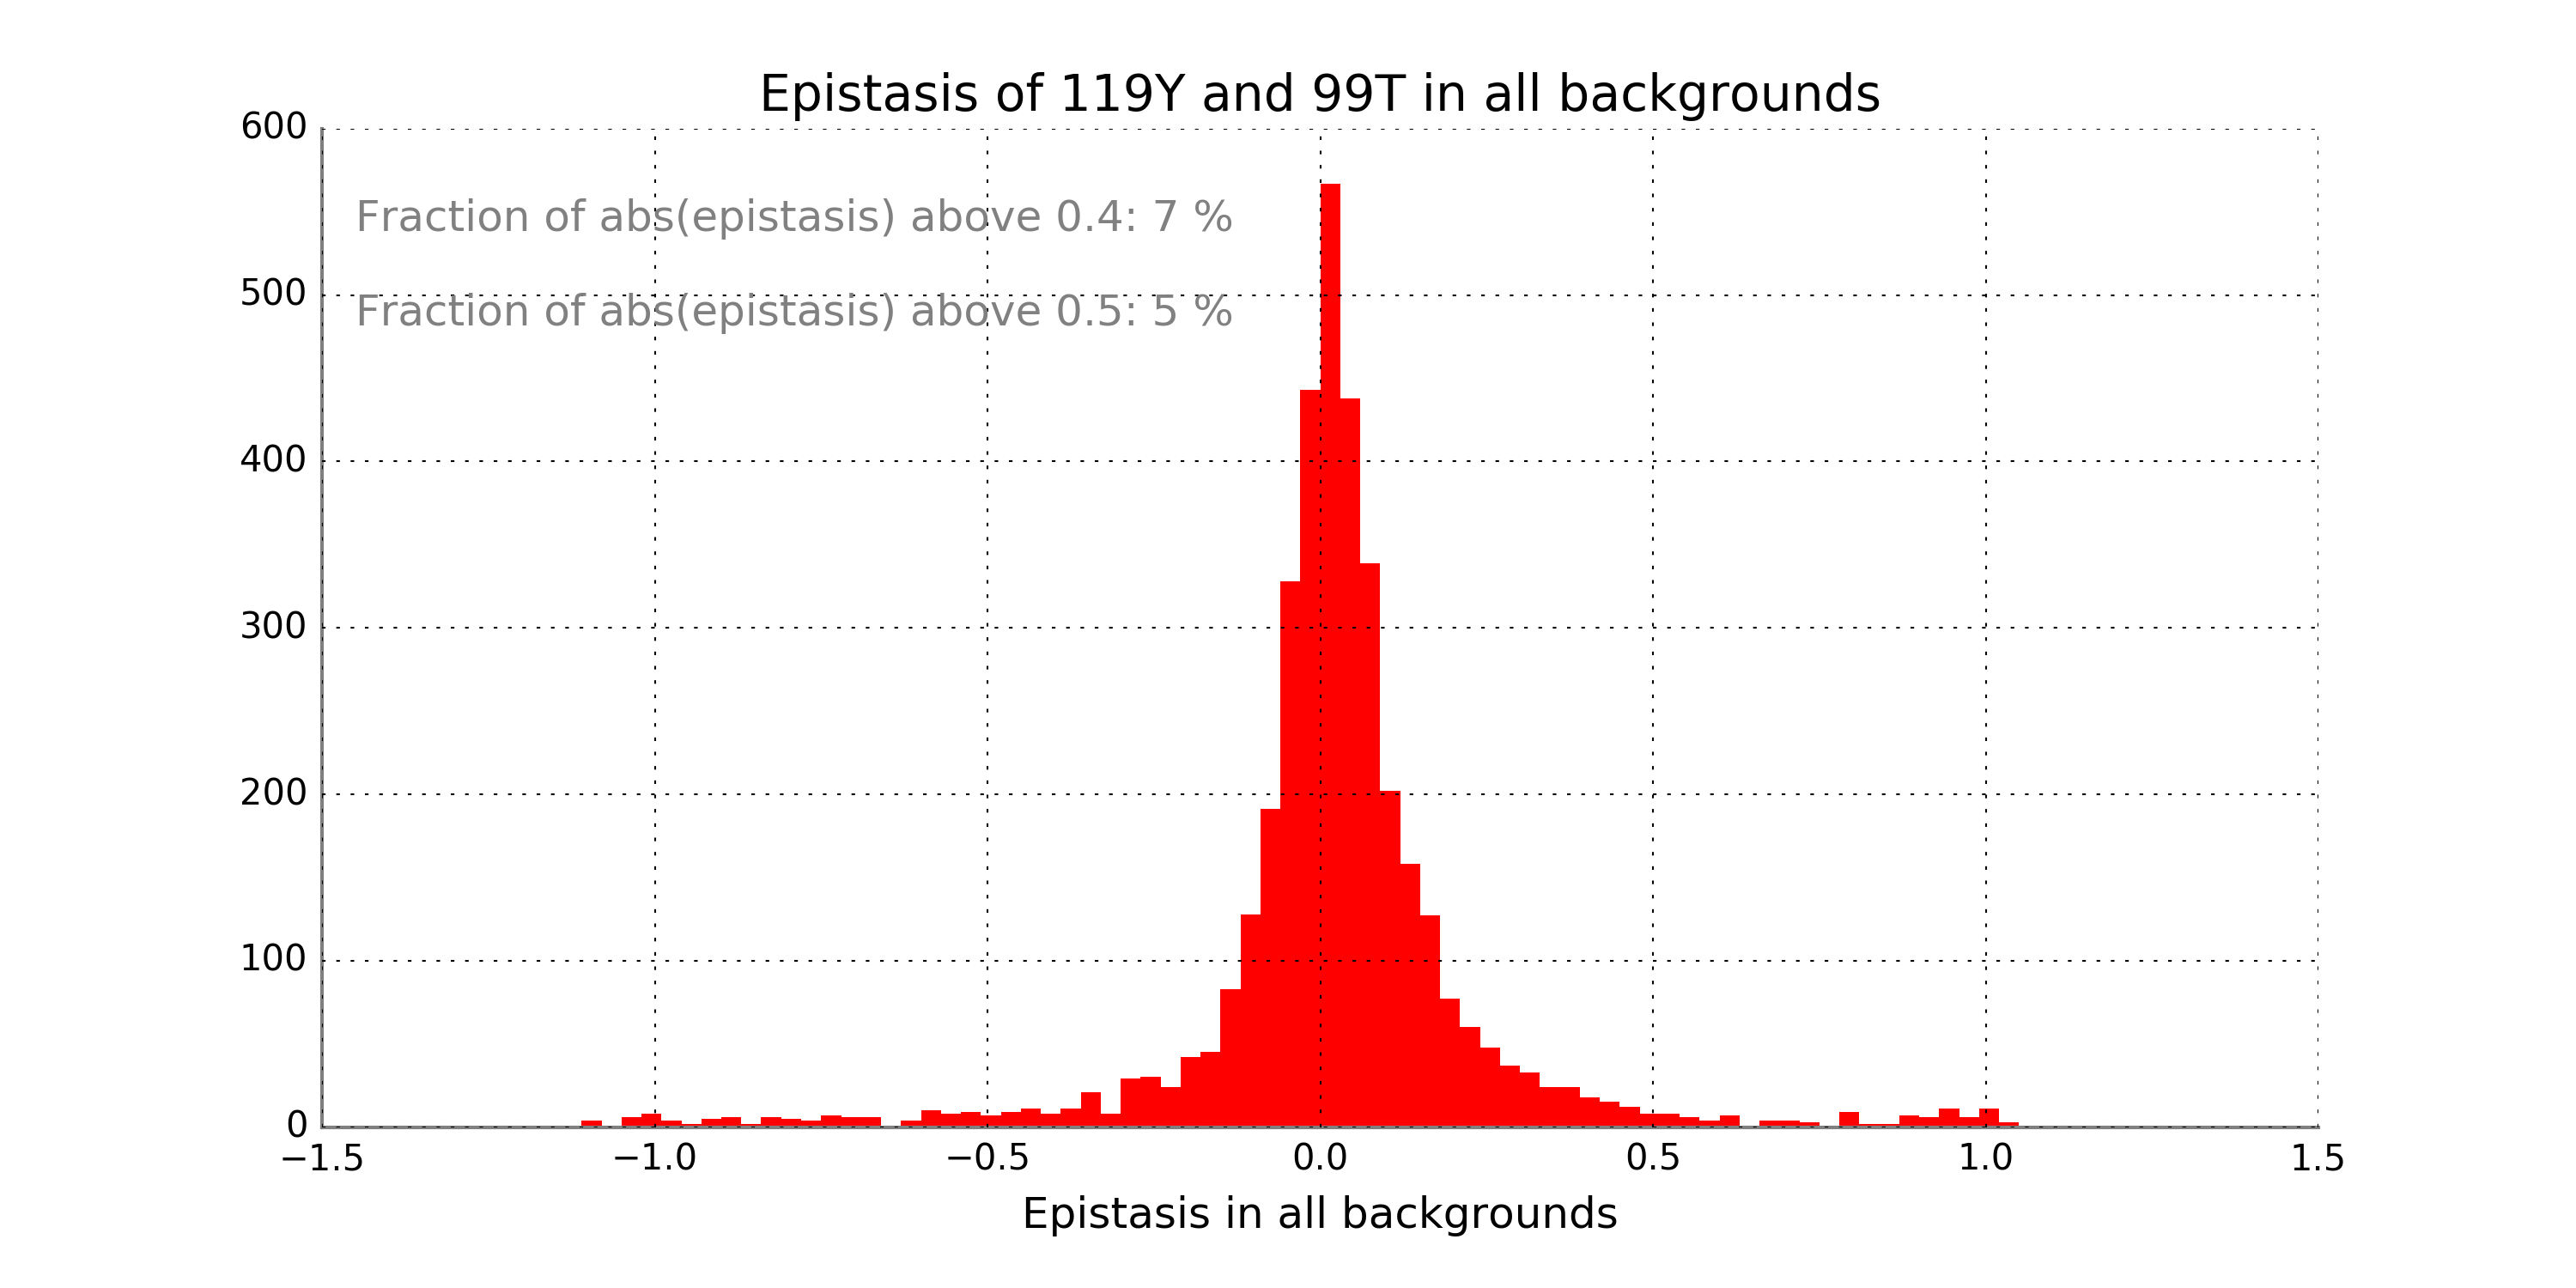 Epistasis of 119Y and 99T in all backgrounds
600
Fraction of abs(epistasis) above 0.4: 7 %
500
Fraction of abs(epistasis) above 0.5: 5 %
400
300
200
100
0
−1.5 −1.0 −0.5 0.0 0.5 1.0 1.5
Epistasis in all backgrounds